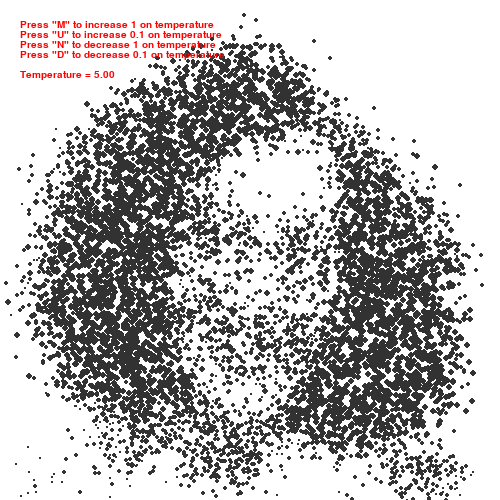 Press "M" to increase 1 on temperature
Press "U" to increase 0.1 on temperature
Press "N" to decrease 1 on temperature
Press "D" to decrease 0.1 on temperature
Temperature = 5.00